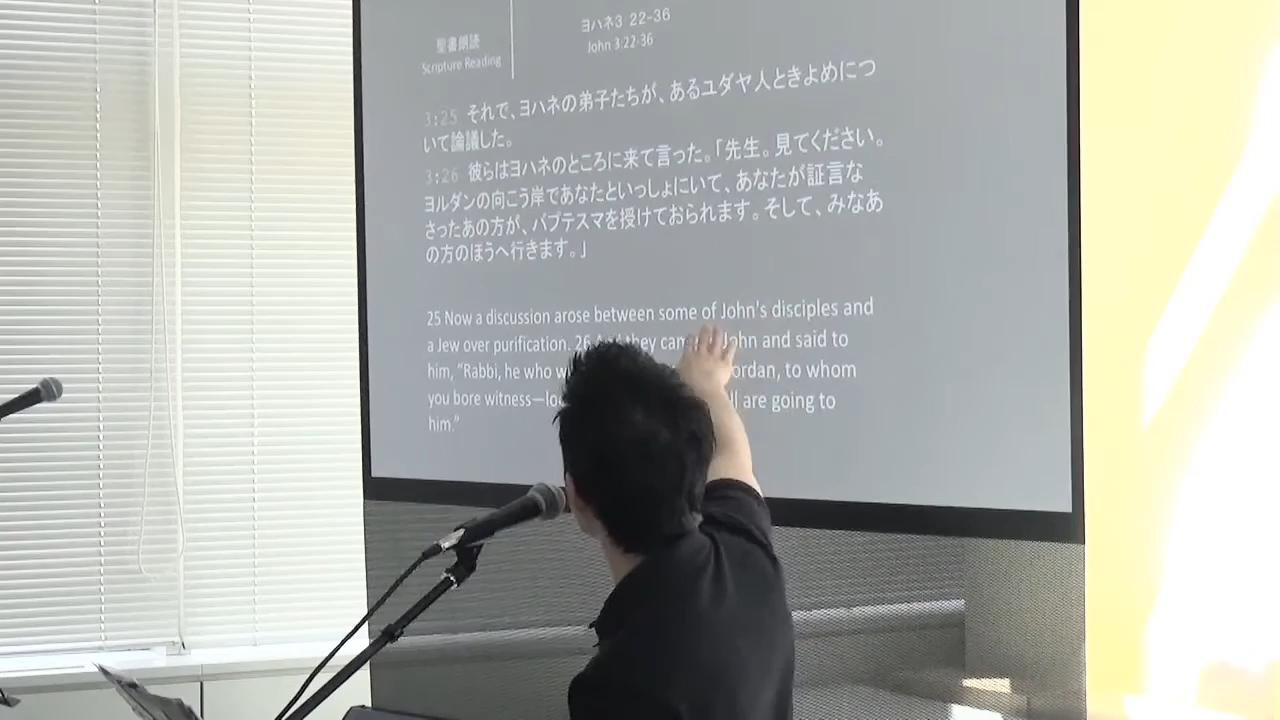 聖書朗読
Scripture Reading
ヨハネ3 22-36
John 3:22-36
3:25 それで、ヨハネの弟子たちが、あるユダヤ人ときよめにつ
いて論議した。
3:26 彼らはヨハネのところに来て言った。「先生。見てください。
ヨルダンの向こう岸であなたといっしょにいて、あなたが証言な
さったあの方が、バプテスマを授けておられます。そして、みなあ
の方のほうへ行きます。」
25 Now a discussion arose between some of John's disciples and
a Jew over purification. 26 they John and said to
him, “Rabbi, he who ordan, to whom
you bore witness— are going to
him.”